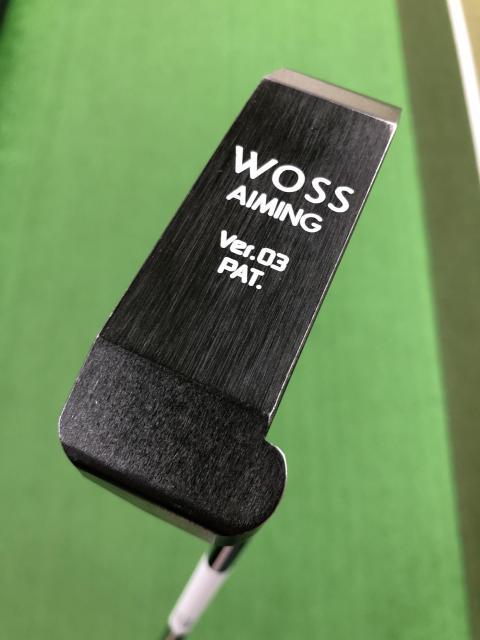 WOSS
AIMING
Ver.03
PAT.